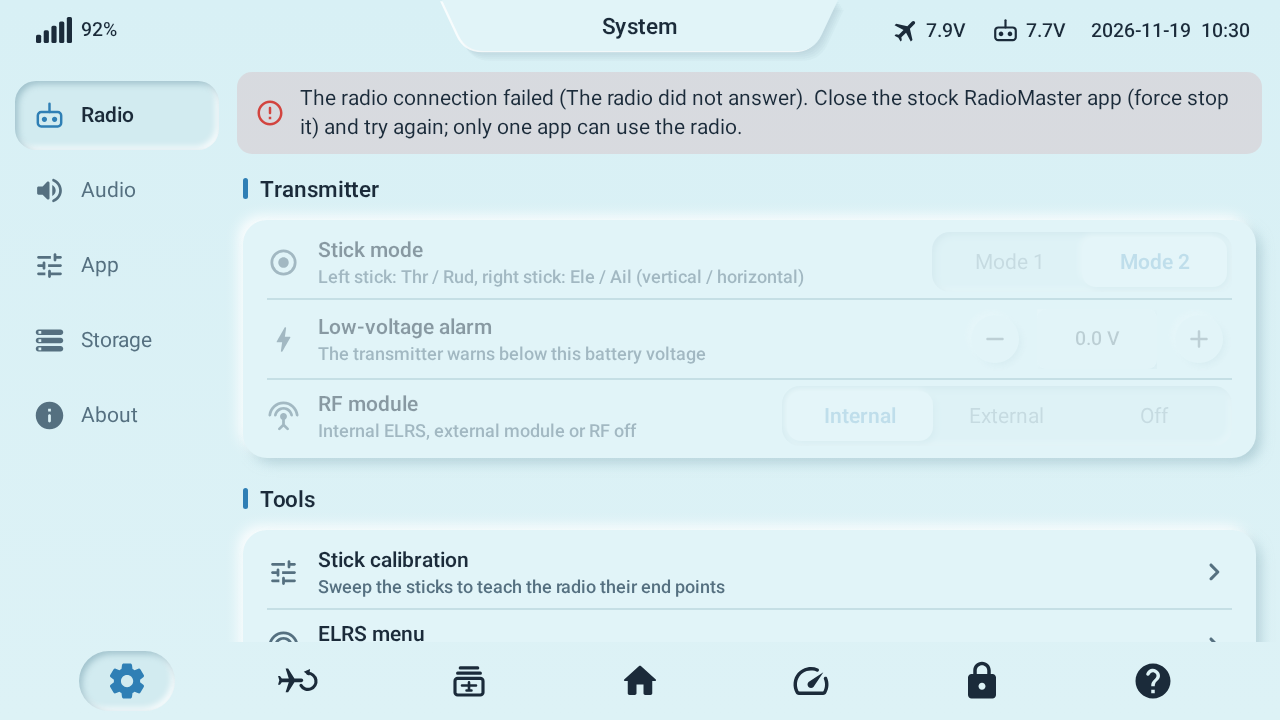 92%
System
7.9V
7.7V
2026-11-19 10:30
Radio
Audio
App
Storage
About
The radio connection failed (The radio did not answer). Close the stock RadioMaster app (force stop
it) and try again; only one app can use the radio.
Transmitter
Stick mode
Left stick: Thr / Rud, right stick: Ele / Ail (vertical / horizontal)
Mode 1
Mode 2
Low-voltage alarm
The transmitter warns below this battery voltage
0.0 V
RF module
Internal ELRS, external module or RF off
Internal
External
Off
Tools
Stick calibration
Sweep the sticks to teach the radio their end points
ELRS menu